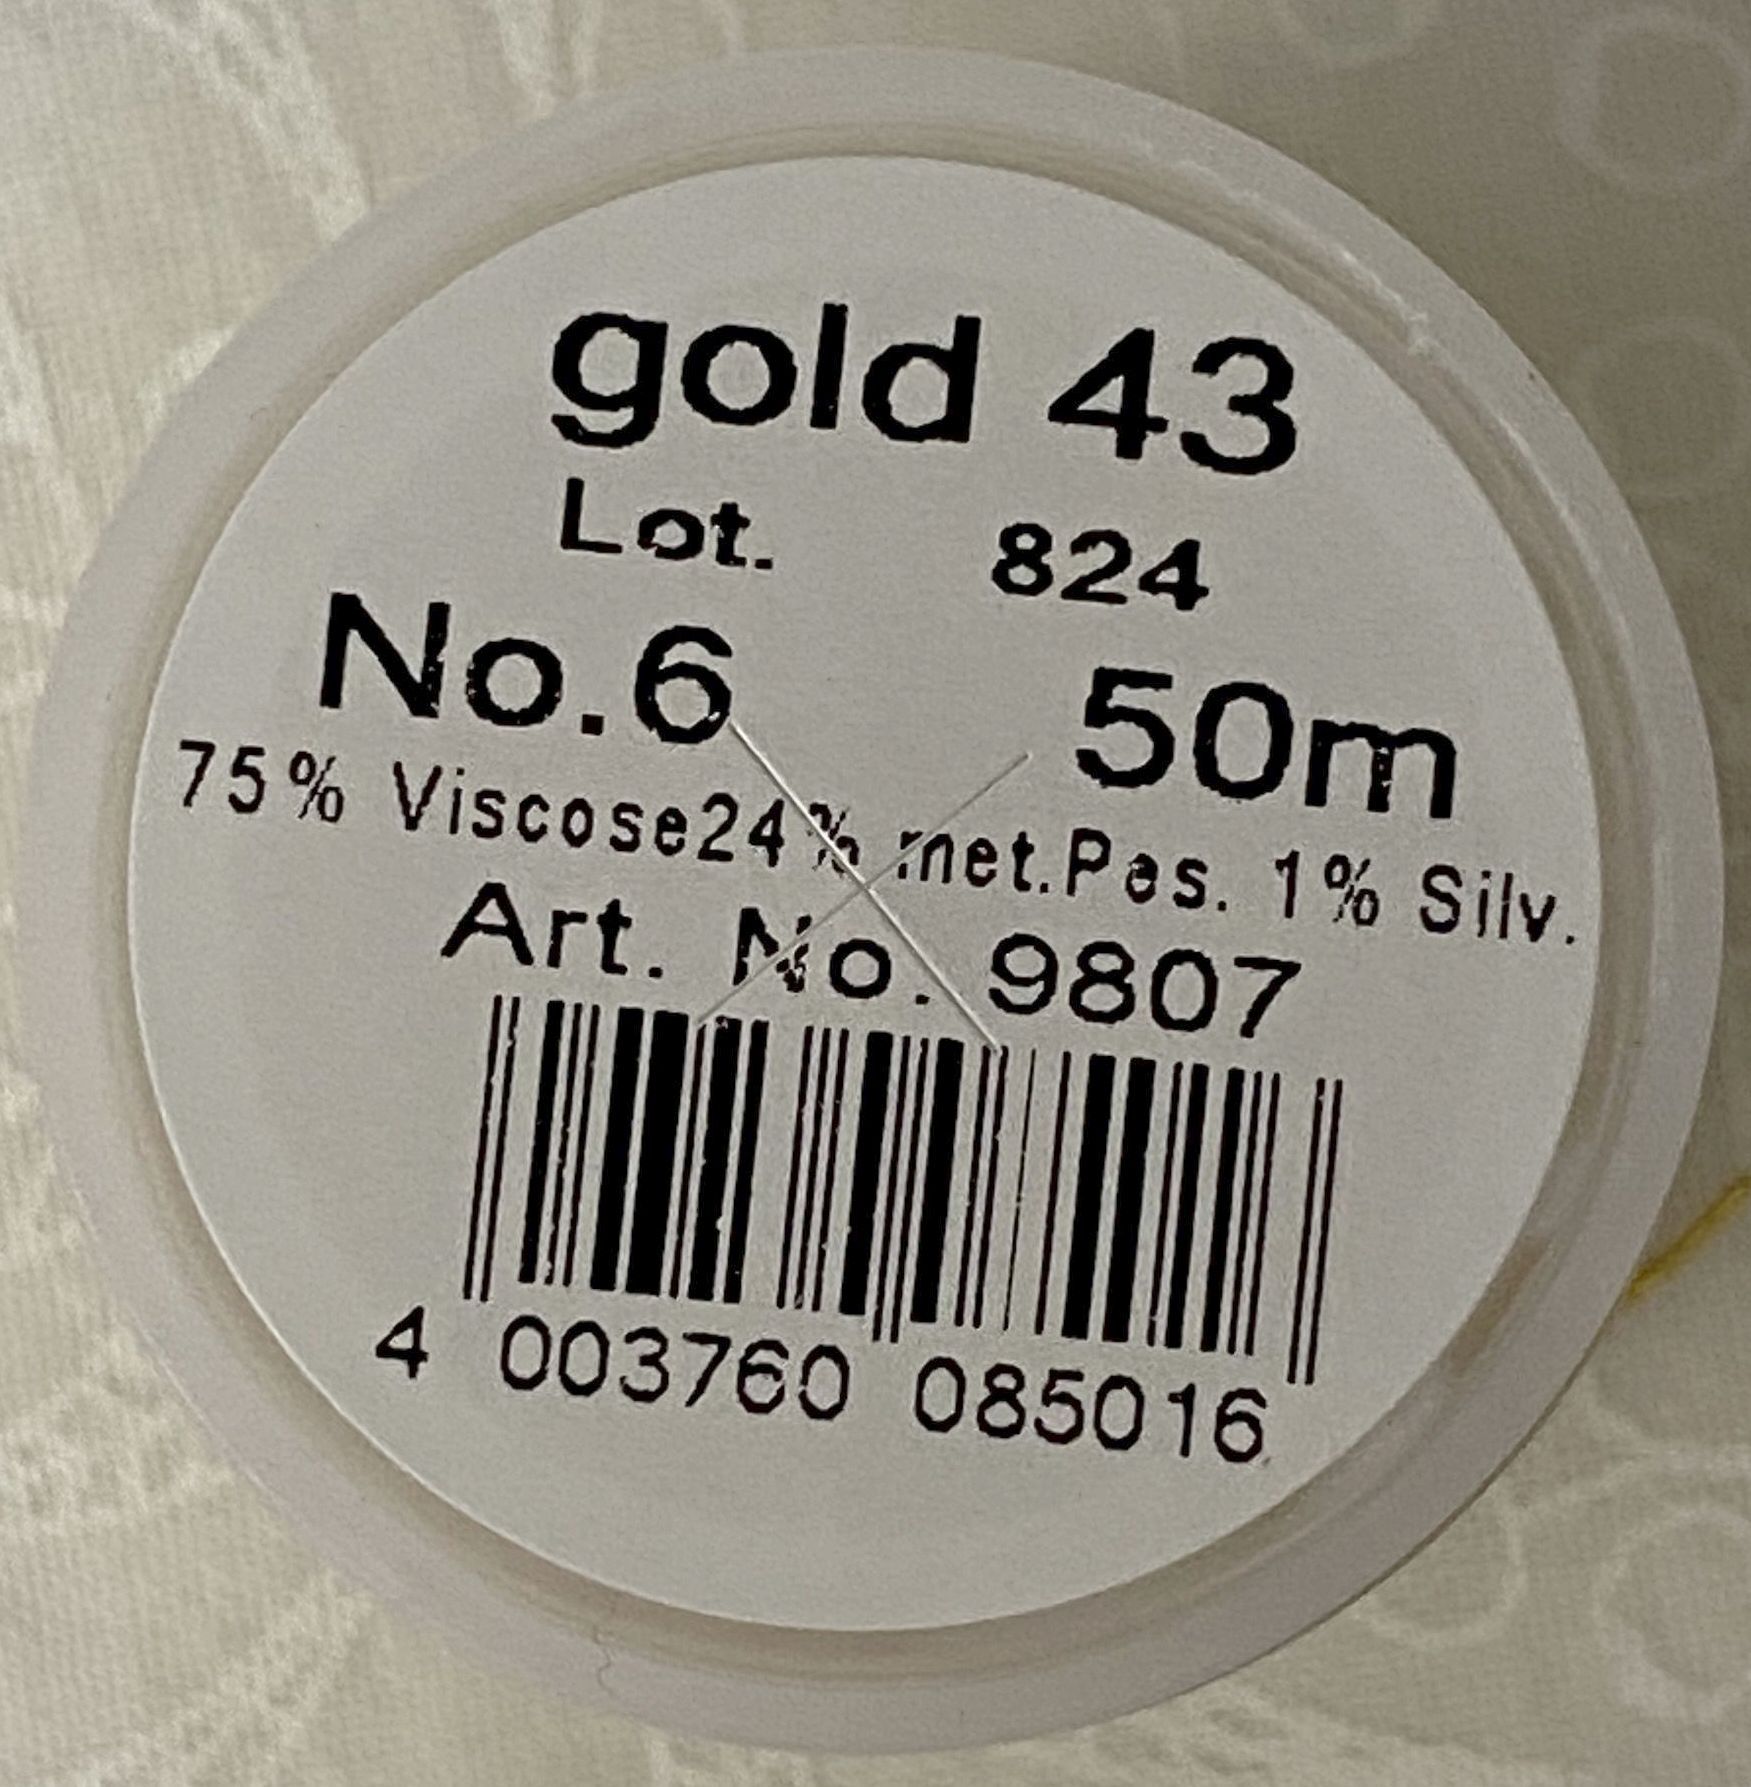 gold 43
Lot. 824
No.6 50m
75% Viscose24% met.Pes. 1% Silv.
Art. No. 9807
4 003760 085016